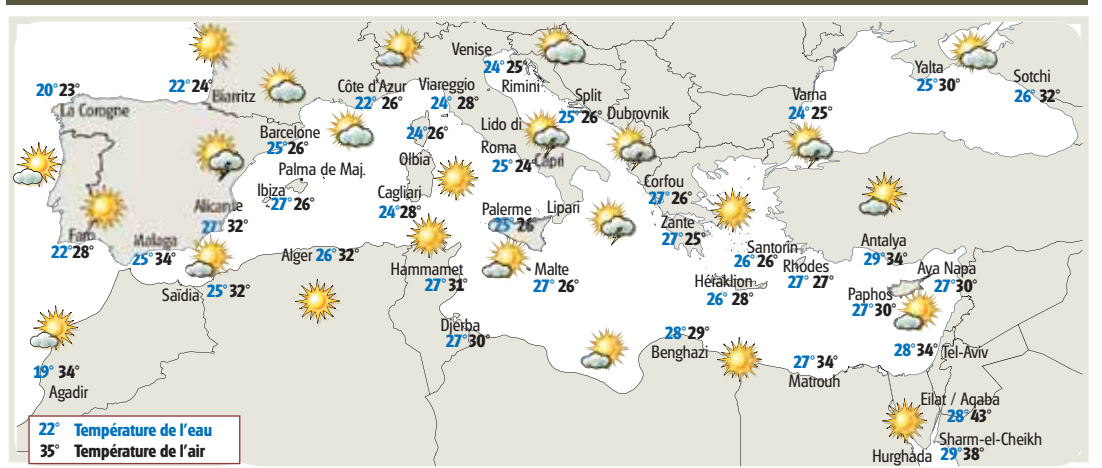 Venise
24° 25°
Rimini
Yalta
25° 30°
Sotchi
26° 32°
20° 23°
La Corogne
22° 24°
Biarritz
Côte d'Azur
22° 26°
Viareggio
24° 28°
Split
25° 26°
Dubrovnik
Varna
24° 25°
Barcelone
25° 26°
24° 26°
Olbia
Lido di
Roma
25° 24°
Capri
Palma de Maj.
Ibiza
27° 26°
Alicante
27° 32°
Cagliari
24° 28°
Palerme
25° 26°
Lipari
Corfou
27° 26°
Zante
27° 25°
Faro
22° 28°
Malaga
25° 34°
Alger 26° 32°
Saïdia 25° 32°
Hammamet
27° 31°
Malte
27° 26°
Santorin
26° 26°
Rhodes
27° 27°
Antalya
29° 34°
Héraklion
26° 28°
Aya Napa
27° 30°
Paphos
27° 30°
Djerba
27° 30°
28° 29°
Benghazi
27° 34°
Matrouh
28° 34° Tel-Aviv
19° 34°
Agadir
Eilat / Aqaba
28° 43°
Sharm-el-Cheikh
29° 38°
Hurghada
22° Température de l'eau
35° Température de l'air